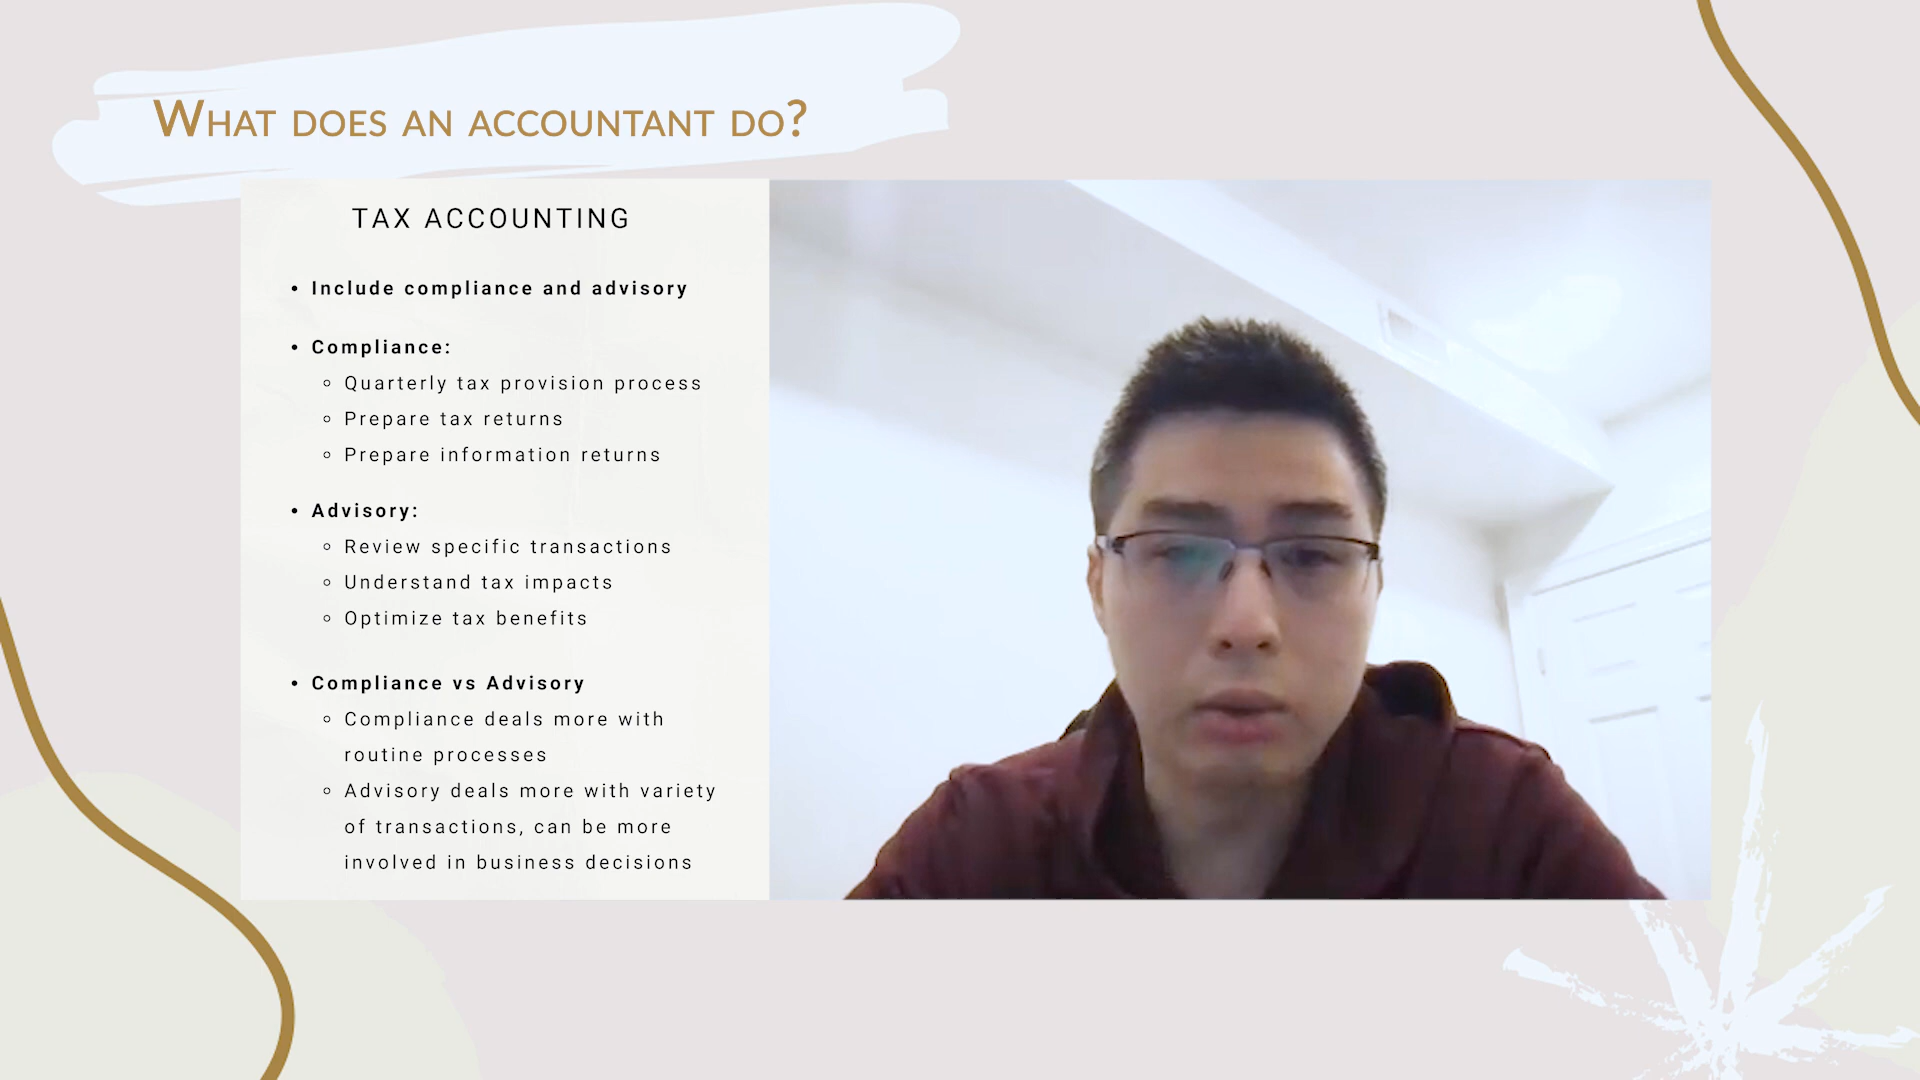 What does an accountant do?
TAX ACCOUNTING
• Include compliance and advisory
• Compliance:
◦ Quarterly tax provision process
◦ Prepare tax returns
◦ Prepare information returns
• Advisory:
◦ Review specific transactions
◦ Understand tax impacts
◦ Optimize tax benefits
• Compliance vs Advisory
◦ Compliance deals more with
routine processes
◦ Advisory deals more with variety
of transactions, can be more
involved in business decisions